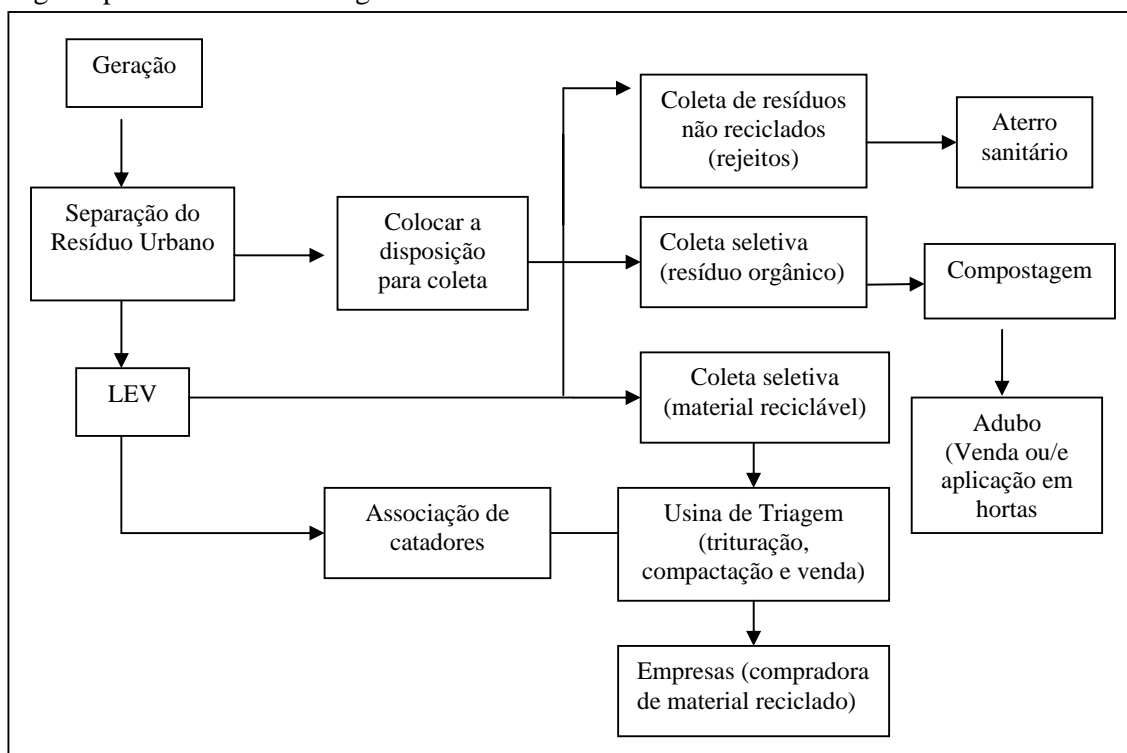 Geração
Separação do
Resíduo Urbano
LEV
Colocar a
disposição
para coleta
Associação de
catadores
Coleta de resíduos
não reciclados
(rejeitos)
Aterro
sanitário
Coleta seletiva
(resíduo orgânico)
Compostagem
Coleta seletiva
(material reciclável)
Adubo
(Venda ou/e
aplicação em
hortas
Usina de Triagem
(trituração,
compactação e venda)
Empresas (compradora
de material reciclado)